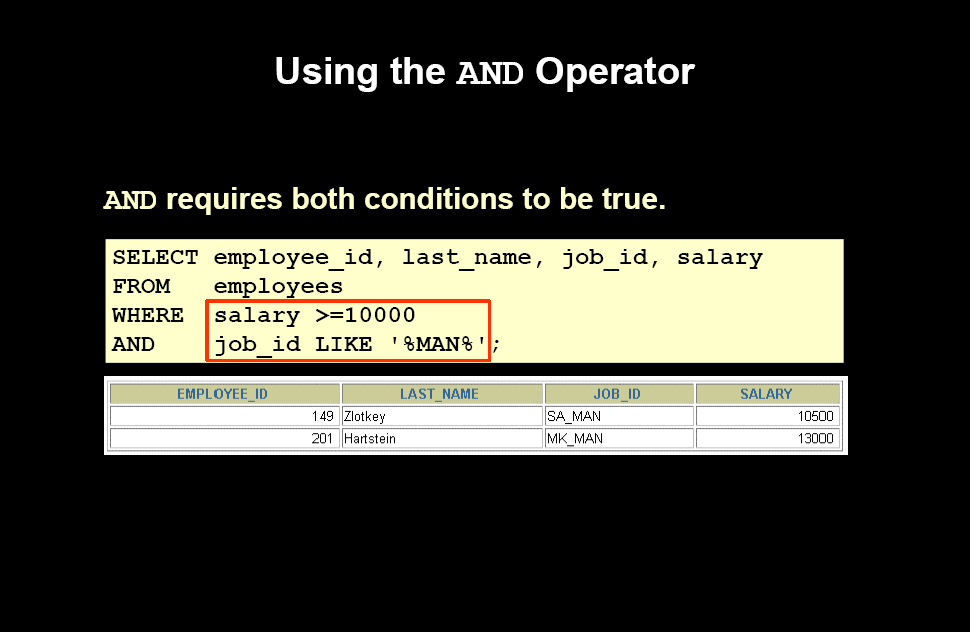 Using the AND Operator
AND requires both conditions to be true.
SELECT employee_id, last_name, job_id, salary
FROM   employees
WHERE  salary >=10000
AND    job_id LIKE '%MAN%';
EMPLOYEE_ID LAST_NAME JOB_ID SALARY
149 Zlotkey SA_MAN 10500
201 Hartstein MK_MAN 13000